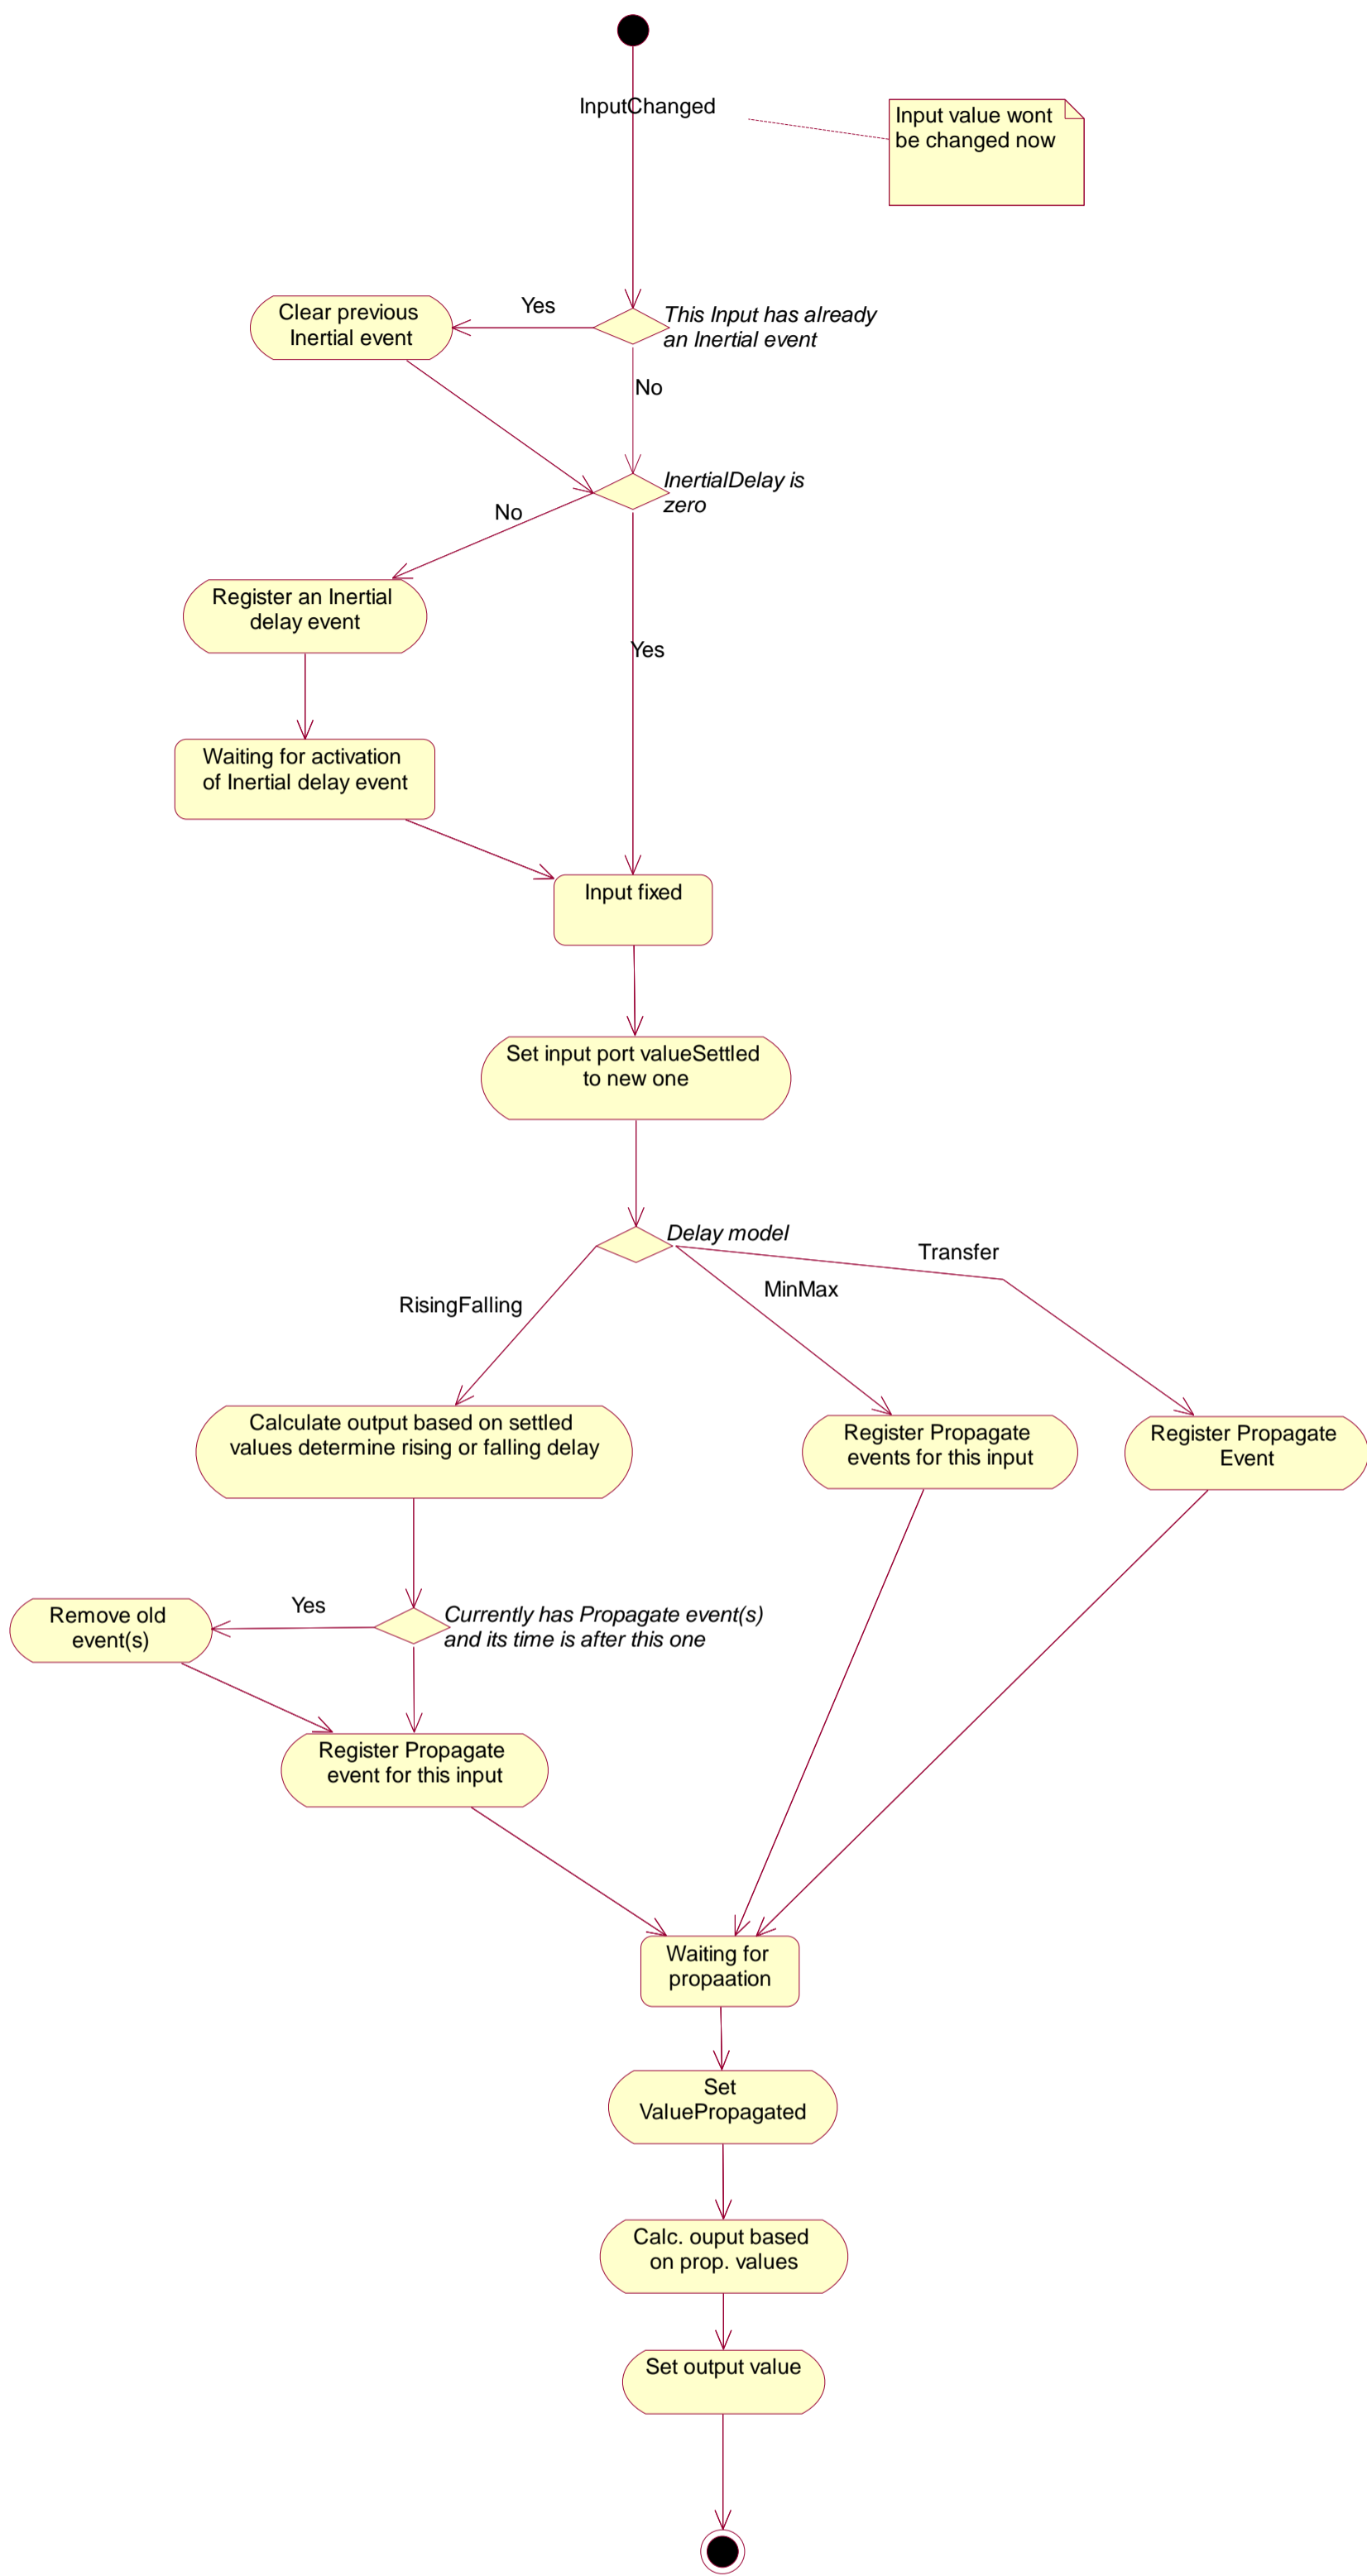 InputChanged
Input value wont
be changed now
Clear previous
Inertial event
Yes
This Input has already
an Inertial event
No
InertialDelay is
zero
No
Register an Inertial
delay event
Yes
Waiting for activation
of Inertial delay event
Input fixed
Set input port valueSettled
to new one
Delay model
Transfer
MinMax
RisingFalling
Calculate output based on settled
values determine rising or falling delay
Register Propagate
events for this input
Register Propagate
Event
Remove old
event(s)
Yes
Currently has Propagate event(s)
and its time is after this one
Register Propagate
event for this input
Waiting for
propaation
Set
ValuePropagated
Calc. ouput based
on prop. values
Set output value